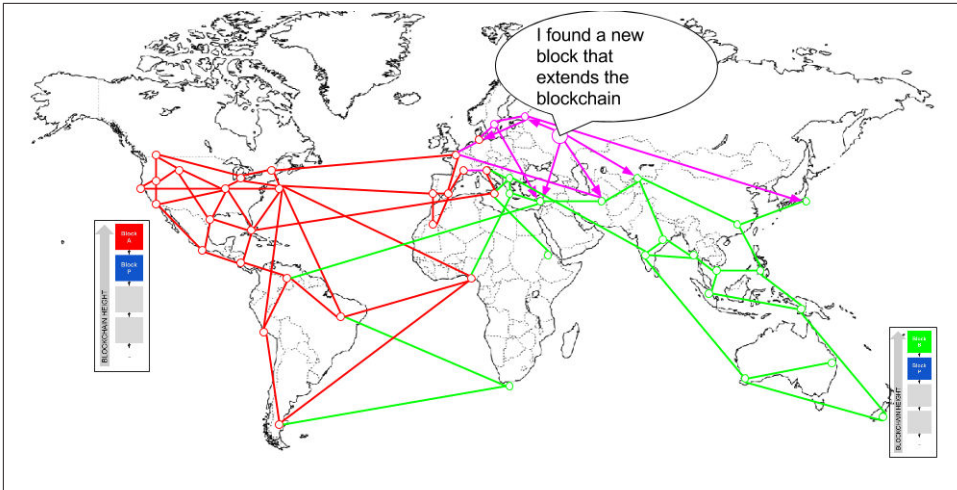 I found a new
block that
extends the
blockchain
BLOCKCHAIN HEIGHT
Block
A
Block
P
...
BLOCKCHAIN HEIGHT
Block
B
Block
P
...